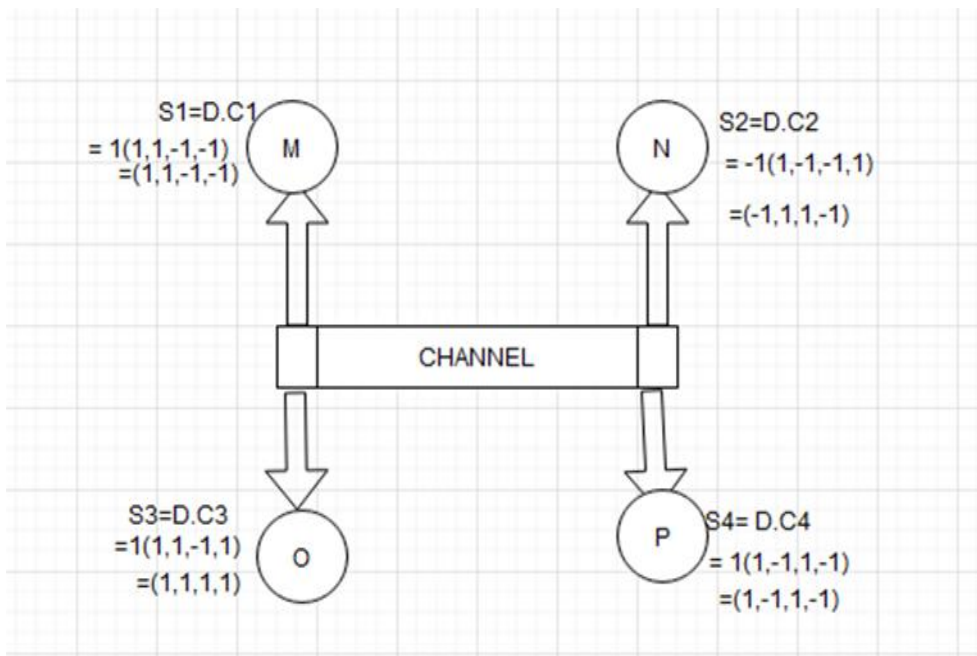 S1=D.C1
= 1(1,1,-1,-1)
=(1,1,-1,-1)
M
N
S2=D.C2
= -1(1,-1,-1,1)
=(-1,1,1,-1)
CHANNEL
S3=D.C3
=1(1,1,-1,1)
=(1,1,1,1)
O
P
S4= D.C4
= 1(1,-1,1,-1)
=(1,-1,1,-1)